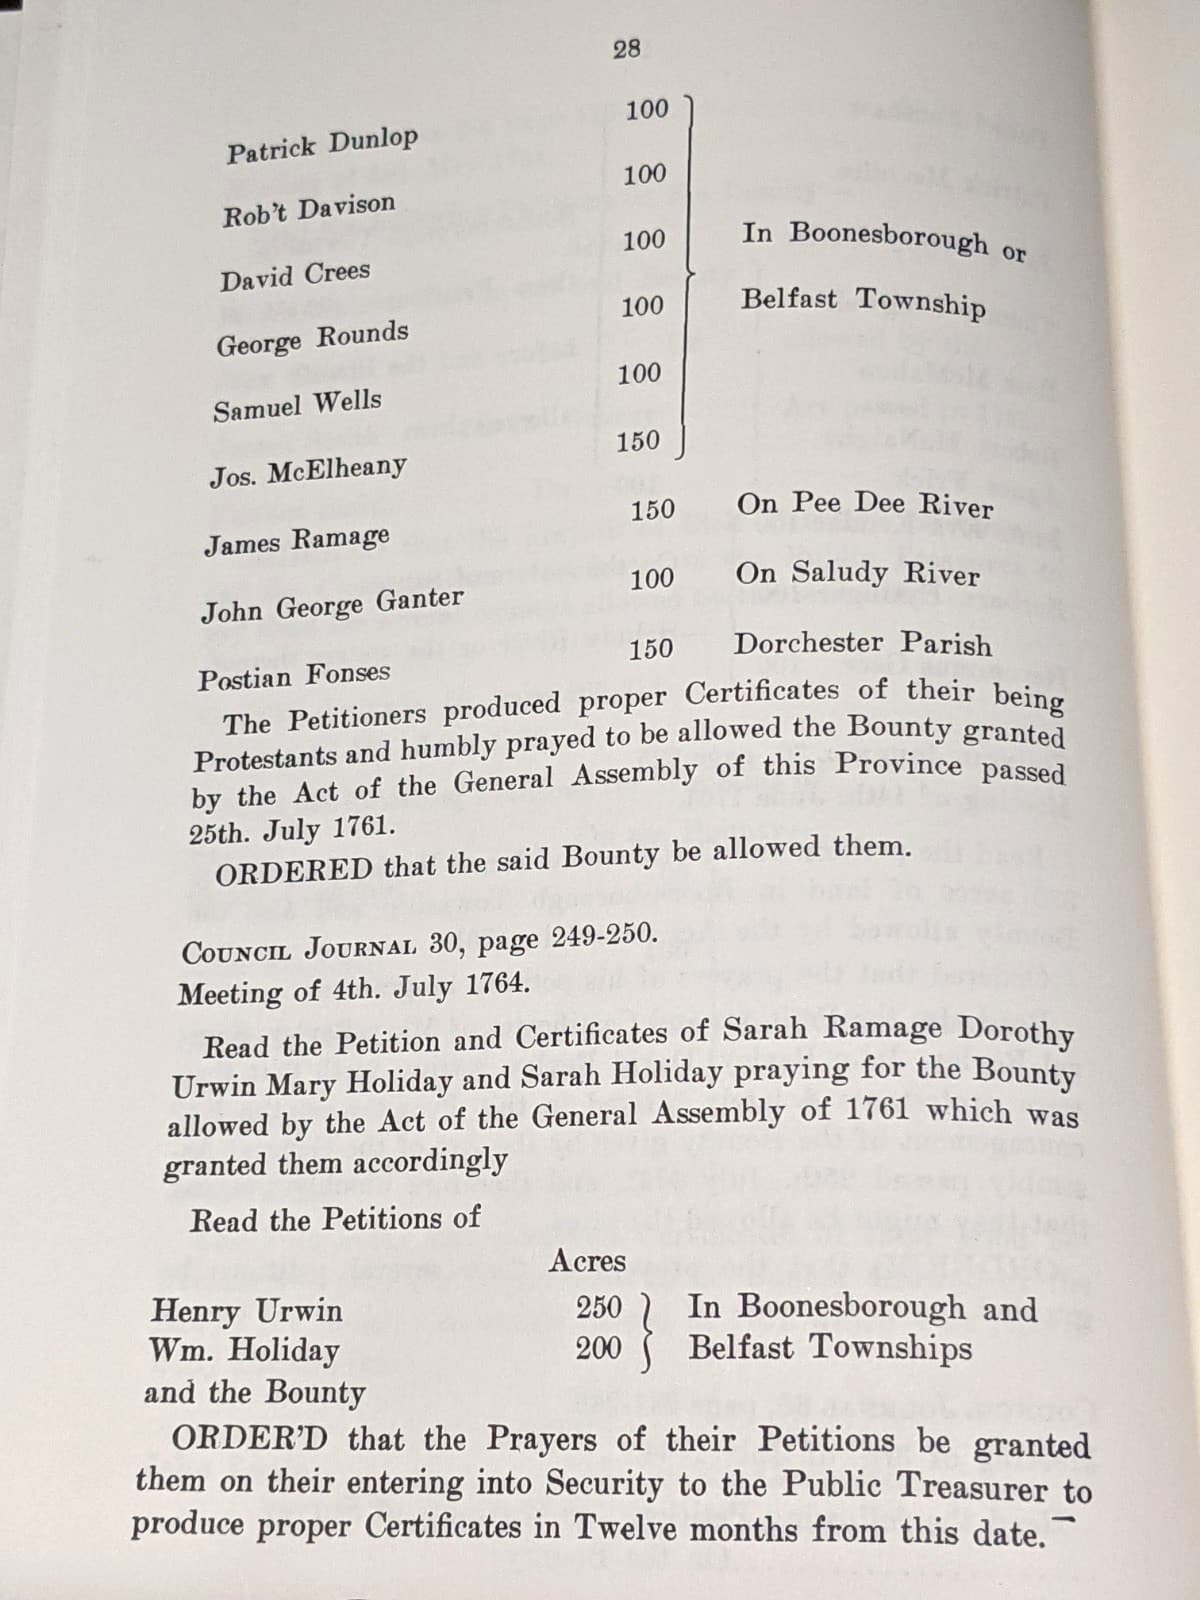 28
Patrick Dunlop 100
Rob't Davison 100
David Crees 100 In Boonesborough or
George Rounds 100 Belfast Township
Samuel Wells 100
Jos. McElheany 150
James Ramage 150 On Pee Dee River
John George Ganter 100 On Saludy River
Postian Fonses 150 Dorchester Parish
The Petitioners produced proper Certificates of their being
Protestants and humbly prayed to be allowed the Bounty granted
by the Act of the General Assembly of this Province passed
25th. July 1761.
ORDERED that the said Bounty be allowed them.
COUNCIL JOURNAL 30, page 249-250.
Meeting of 4th. July 1764.
Read the Petition and Certificates of Sarah Ramage Dorothy
Urwin Mary Holiday and Sarah Holiday praying for the Bounty
allowed by the Act of the General Assembly of 1761 which was
granted them accordingly
Read the Petitions of
Acres
Henry Urwin 250 In Boonesborough and
Wm. Holiday 200 Belfast Townships
and the Bounty
ORDER'D that the Prayers of their Petitions be granted
them on their entering into Security to the Public Treasurer to
produce proper Certificates in Twelve months from this date.